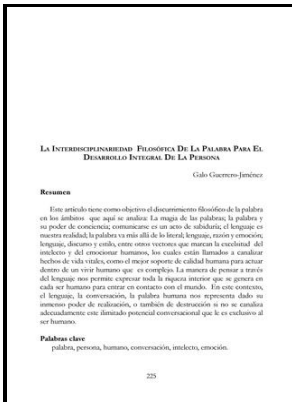 LA INTERDISCIPLINARIEDAD FILOSÓFICA DE LA PALABRA PARA EL
DESARROLLO INTEGRAL DE LA PERSONA
Galo Guerrero-Jiménez
Resumen
Este artículo tiene como objetivo el discurrimiento filosófico de la palabra
en los ámbitos que aquí se analiza: La magia de las palabras; la palabra y
su poder de conciencia; comunicarse es un acto de sabiduría; el lenguaje es
nuestra realidad; la palabra va más allá de lo literal; lenguaje, razón y emoción;
lenguaje, discurso y estilo, entre otros vectores que marcan la excelsitud del
intelecto y del emocionar humanos, los cuales están llamados a canalizar
hechos de vida vitales, como el mejor soporte de calidad humana para actuar
dentro de un vivir humano que es complejo. La manera de pensar a través
del lenguaje nos permite expresar toda la riqueza interior que se genera en
cada ser humano para entrar en contacto con el mundo. En este contexto,
el lenguaje, la conversación, la palabra humana nos representa dado su
inmenso poder de realización, o también de destrucción si no se canaliza
adecuadamente este ilimitado potencial conversacional que le es exclusivo al
ser humano.
Palabras clave
palabra, persona, humano, conversación, intelecto, emoción.
225